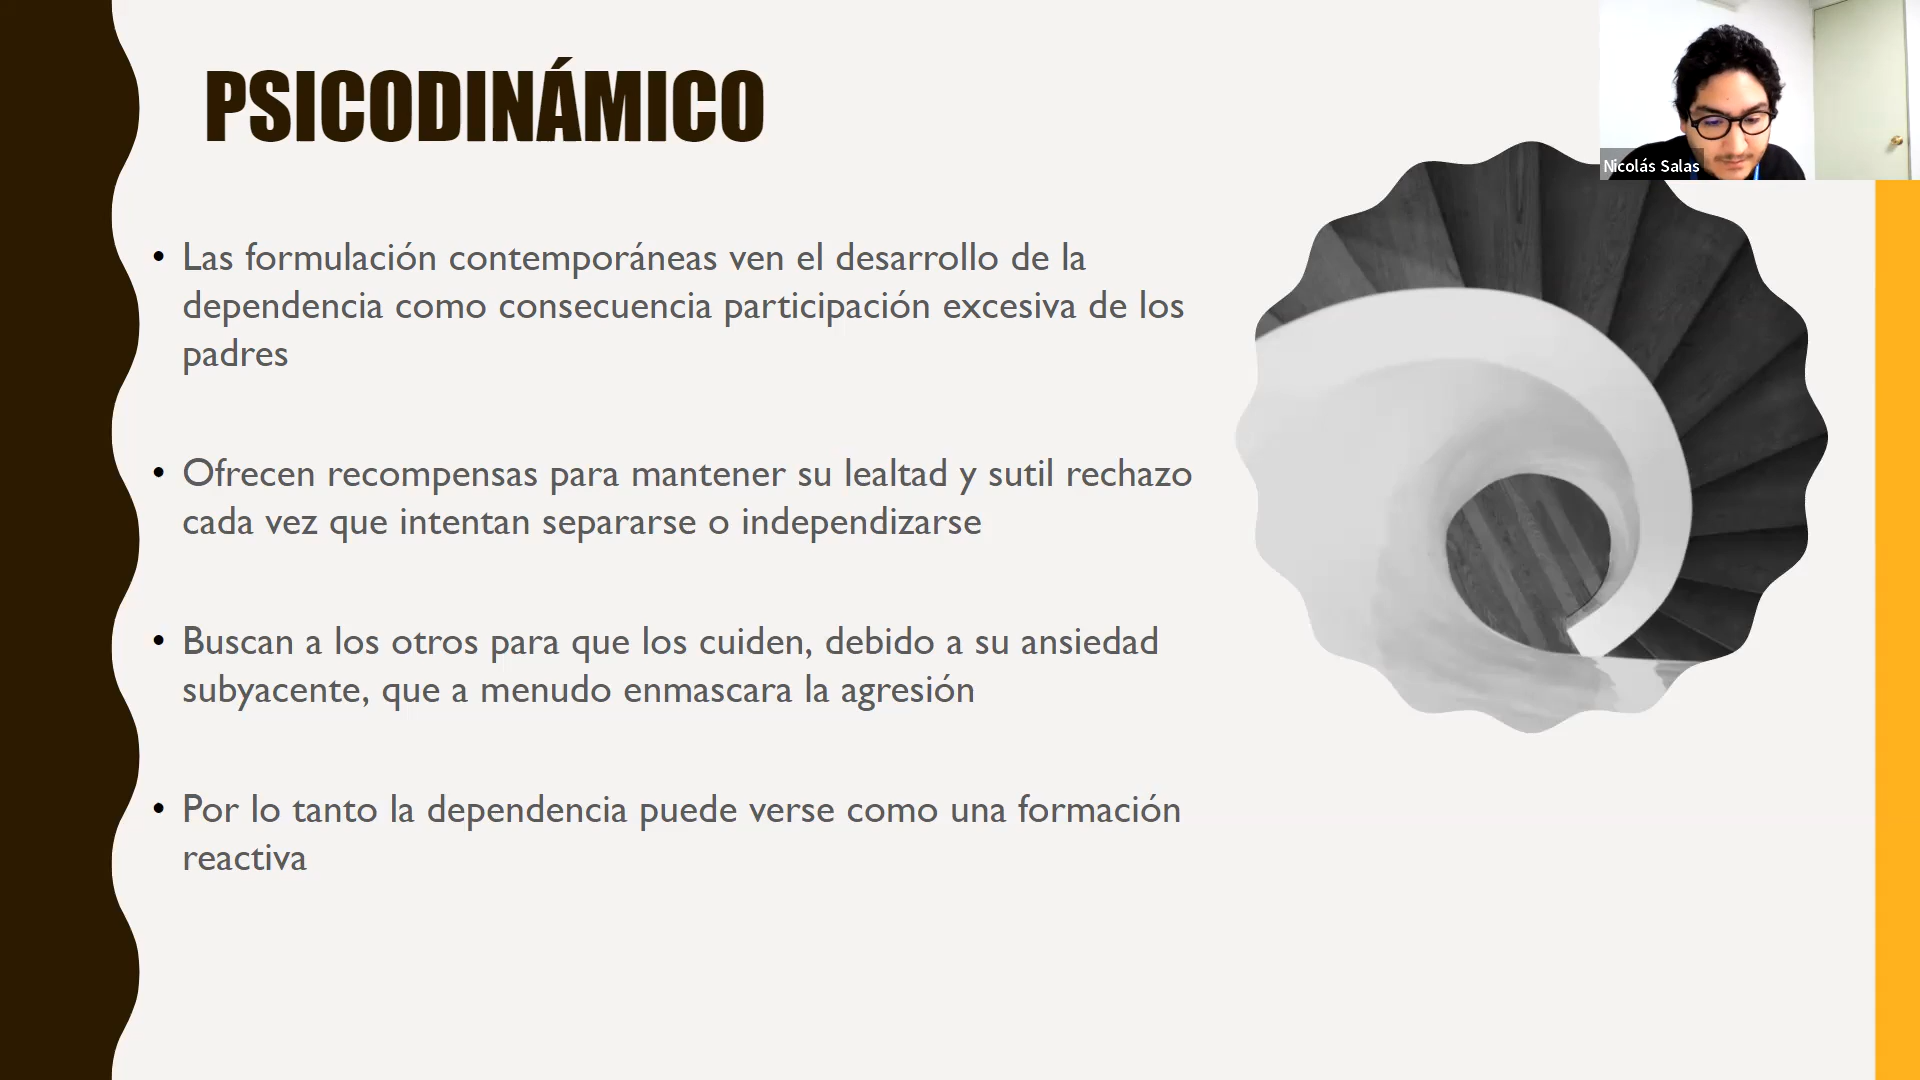 PSICODINÁMICO
Nicolás Salas
• Las formulación contemporáneas ven el desarrollo de la
dependencia como consecuencia participación excesiva de los
padres
• Ofrecen recompensas para mantener su lealtad y sutil rechazo
cada vez que intentan separarse o independizarse
• Buscan a los otros para que los cuiden, debido a su ansiedad
subyacente, que a menudo enmascara la agresión
• Por lo tanto la dependencia puede verse como una formación
reactiva